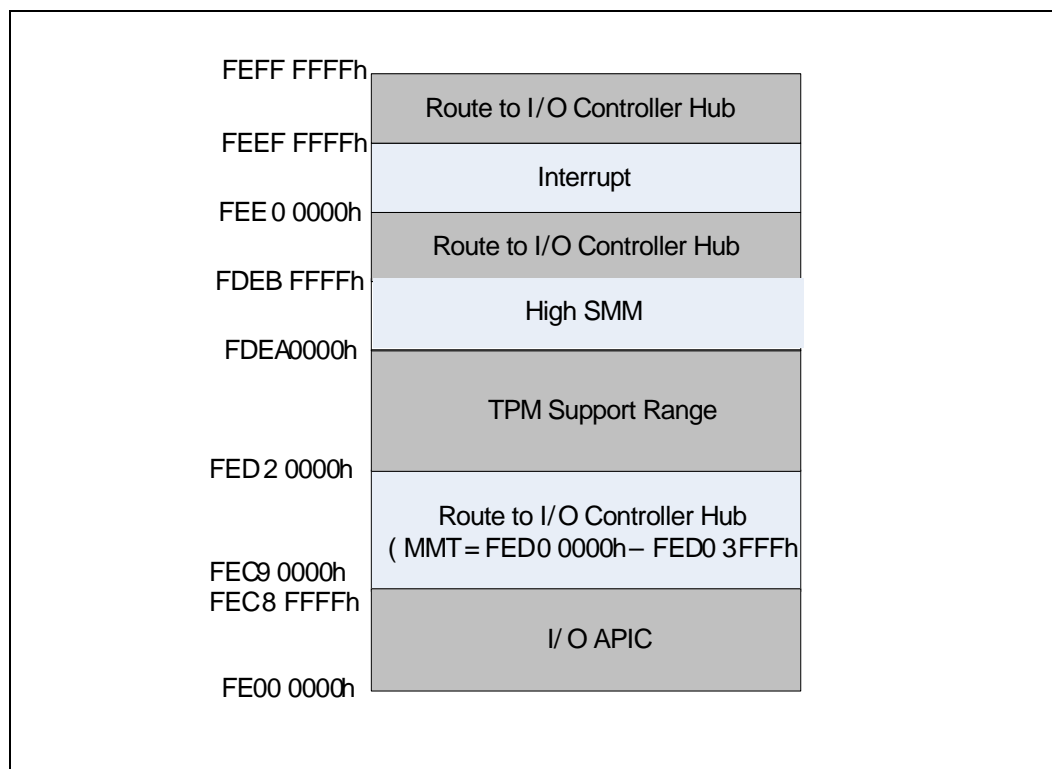 FEFF FFFFh
Route to I/O Controller Hub
FEEF FFFFh
Interrupt
FEE0 0000h
Route to I/O Controller Hub
FDEB FFFFh
High SMM
FDEA0000h
TPM Support Range
FED2 0000h
Route to I/O Controller Hub
( MMT= FED0 0000h– FED0 3FFFh
FEC9 0000h
FEC8 FFFFh
I/O APIC
FE00 0000h